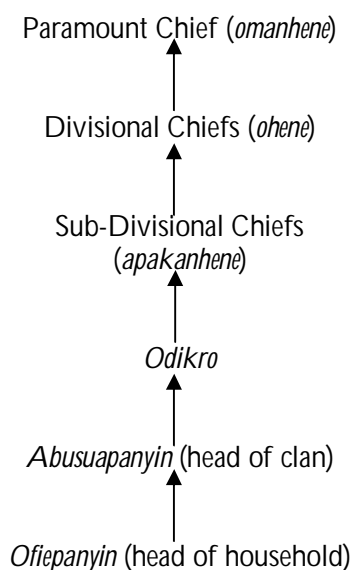 Paramount Chief (omanhene)
Divisional Chiefs (ohene)
Sub-Divisional Chiefs
(apakanhene)
Odikro
Abusuapanyin (head of clan)
Ofiepanyin (head of household)